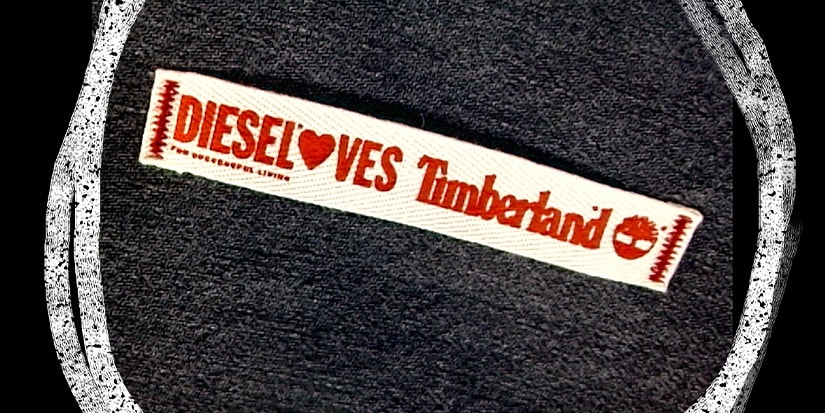 DIESEL♥VES Timberland
FOR SUCCESSFUL LIVING